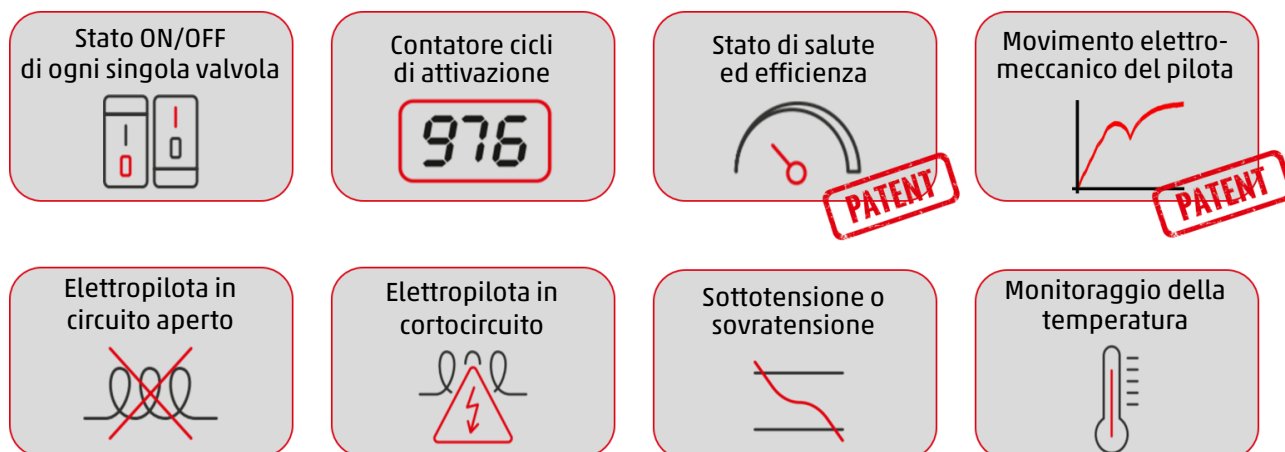 Stato ON/OFF
di ogni singola valvola
Contatore cicli
di attivazione
976
Stato di salute
ed efficienza
PATENT
Movimento elettro-
meccanico del pilota
PATENT
Elettropilota in
circuito aperto
Elettropilota in
cortocircuito
Sottotensione o
sovratensione
Monitoraggio della
temperatura